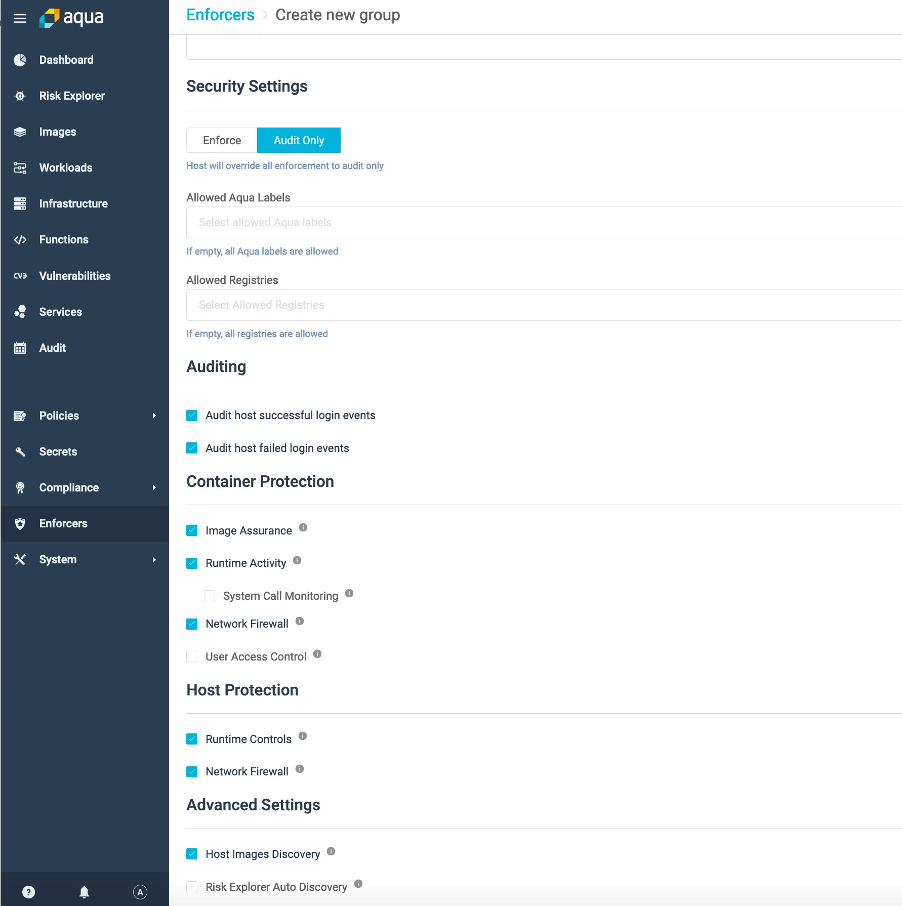 aqua
Enforcers > Create new group
Dashboard
Risk Explorer
Images
Workloads
Infrastructure
Functions
CVE Vulnerabilities
Services
Audit
Policies
Secrets
Compliance
Enforcers
System
? A
Security Settings
Enforce Audit Only
Host will override all enforcement to audit only
Allowed Aqua Labels
Select allowed Aqua labels
If empty, all Aqua labels are allowed
Allowed Registries
Select Allowed Registries
If empty, all registries are allowed
Auditing
Audit host successful login events
Audit host failed login events
Container Protection
Image Assurance
Runtime Activity
System Call Monitoring
Network Firewall
User Access Control
Host Protection
Runtime Controls
Network Firewall
Advanced Settings
Host Images Discovery
Risk Explorer Auto Discovery